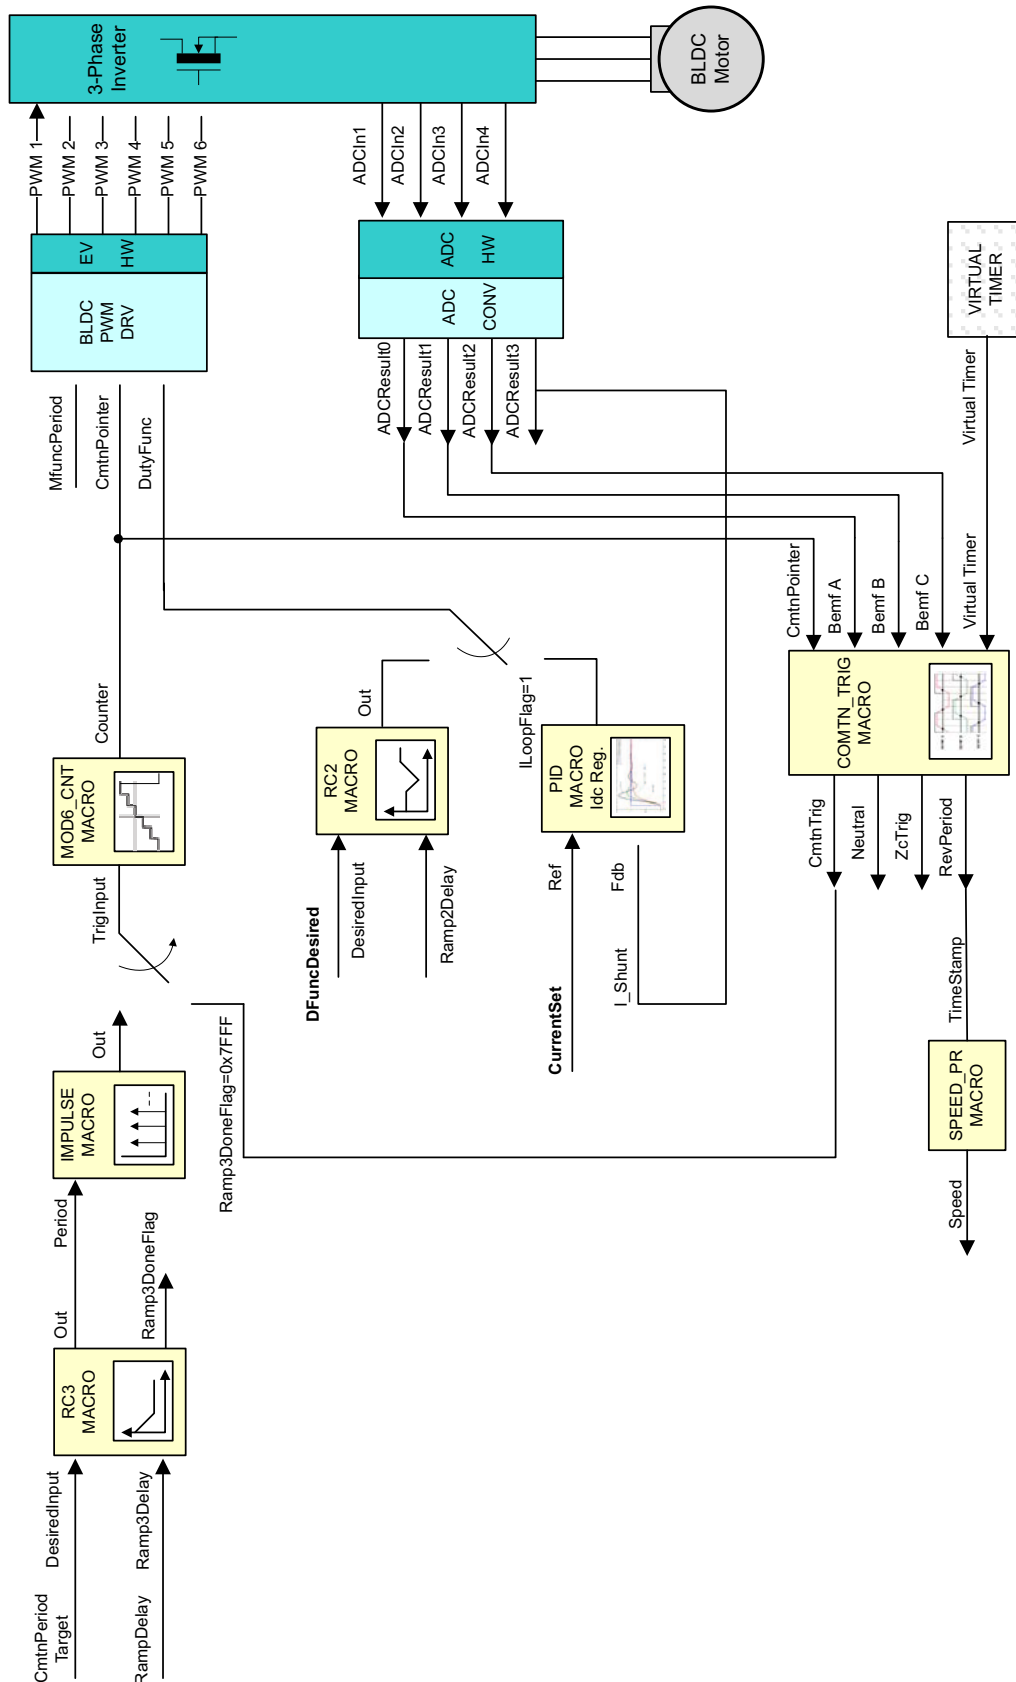 CmtnPeriod
Target
DesiredInput
RampDelay
Ramp3Delay
RC3
MACRO
Out
Period
Ramp3DoneFlag
IMPULSE
MACRO
Out
Ramp3DoneFlag=0x7FFF
TrigInput
MOD6_CNT
MACRO
Counter
MfuncPeriod
CmtnPointer
DutyFunc
BLDC
PWM
DRV
EV
HW
PWM 1
PWM 2
PWM 3
PWM 4
PWM 5
PWM 6
3-Phase
Inverter
BLDC
Motor
DFuncDesired
DesiredInput
Ramp2Delay
RC2
MACRO
Out
CurrentSet
Ref
I_Shunt
Fdb
PID
MACRO
Idc Reg.
ILoopFlag=1
ADCIn1
ADCIn2
ADCIn3
ADCIn4
ADC
HW
ADC
CONV
ADCResult0
ADCResult1
ADCResult2
ADCResult3
CmtnPointer
Bemf A
Bemf B
Bemf C
Virtual Timer
Virtual Timer
VIRTUAL
TIMER
COMTN_TRIG
MACRO
CmtnTrig
Neutral
ZcTrig
RevPeriod
TimeStamp
SPEED_PR
MACRO
Speed